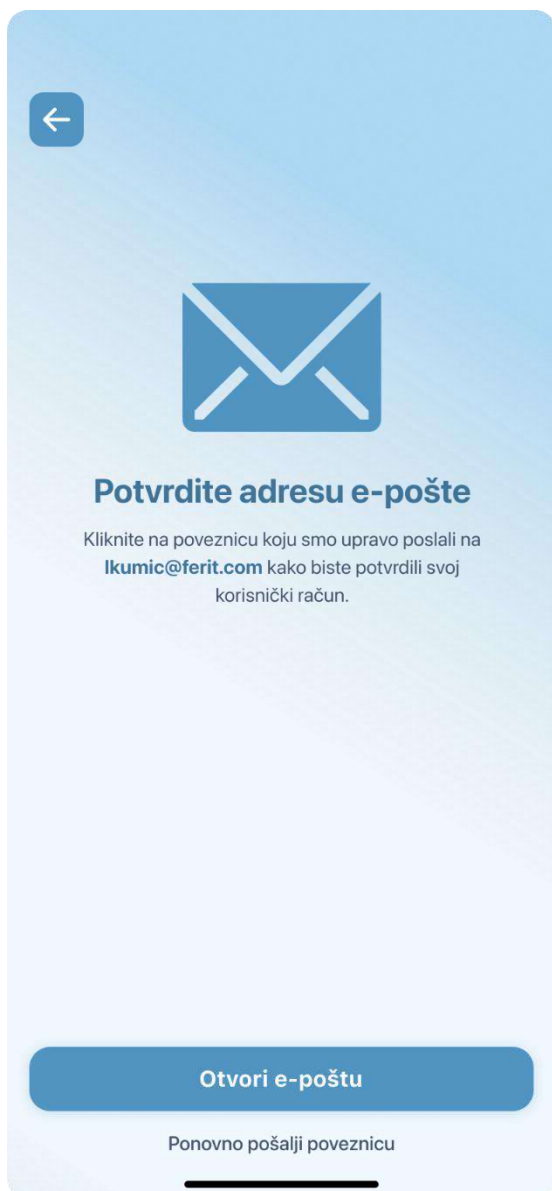 Potvrdite adresu e-pošte
Kliknite na poveznicu koju smo upravo poslali na
lkumic@ferit.com kako biste potvrdili svoj
korisnički račun.
Otvori e-poštu
Ponovno pošalji poveznicu